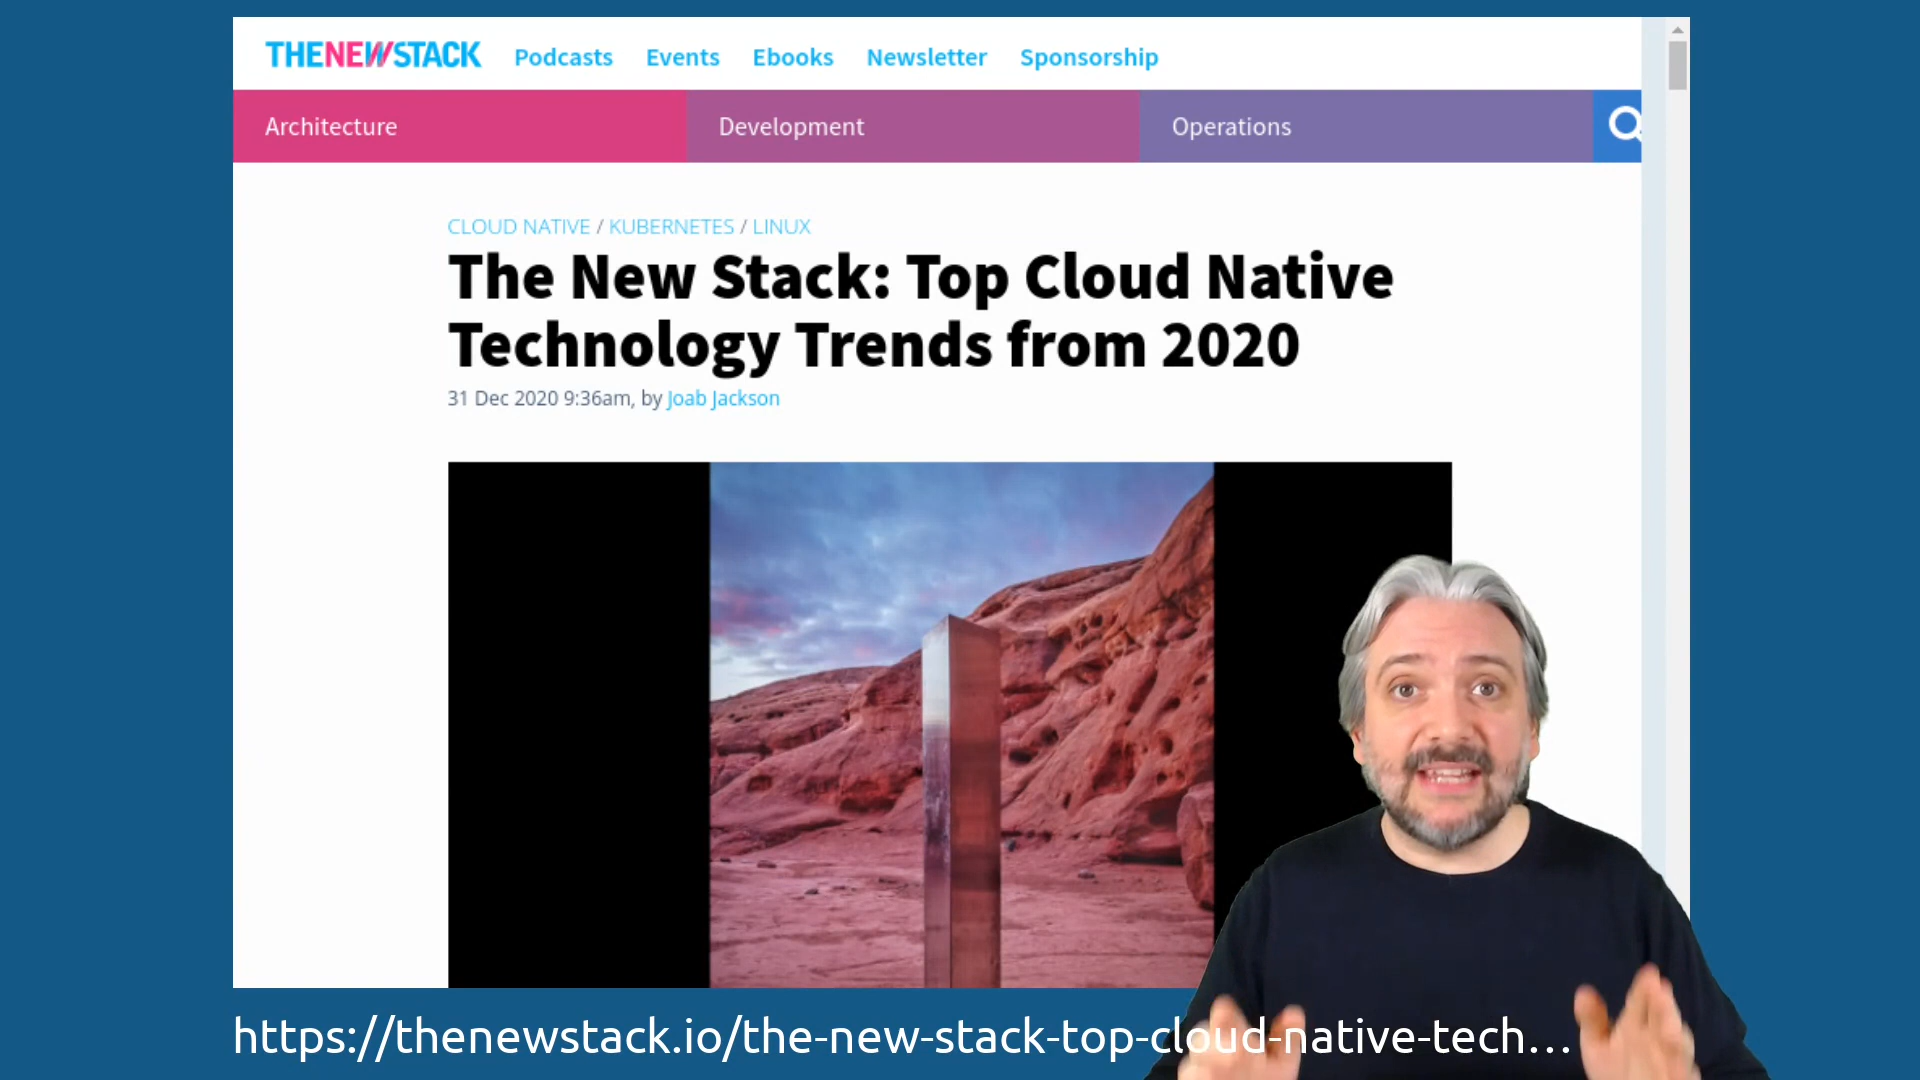 THENEWSTACK Podcasts Events Ebooks Newsletter Sponsorship
Architecture Development Operations
CLOUD NATIVE / KUBERNETES / LINUX
The New Stack: Top Cloud Native
Technology Trends from 2020
31 Dec 2020 9:36am, by Joab Jackson
https://thenewstack.io/the-new-stack-top-cloud-native-tech…